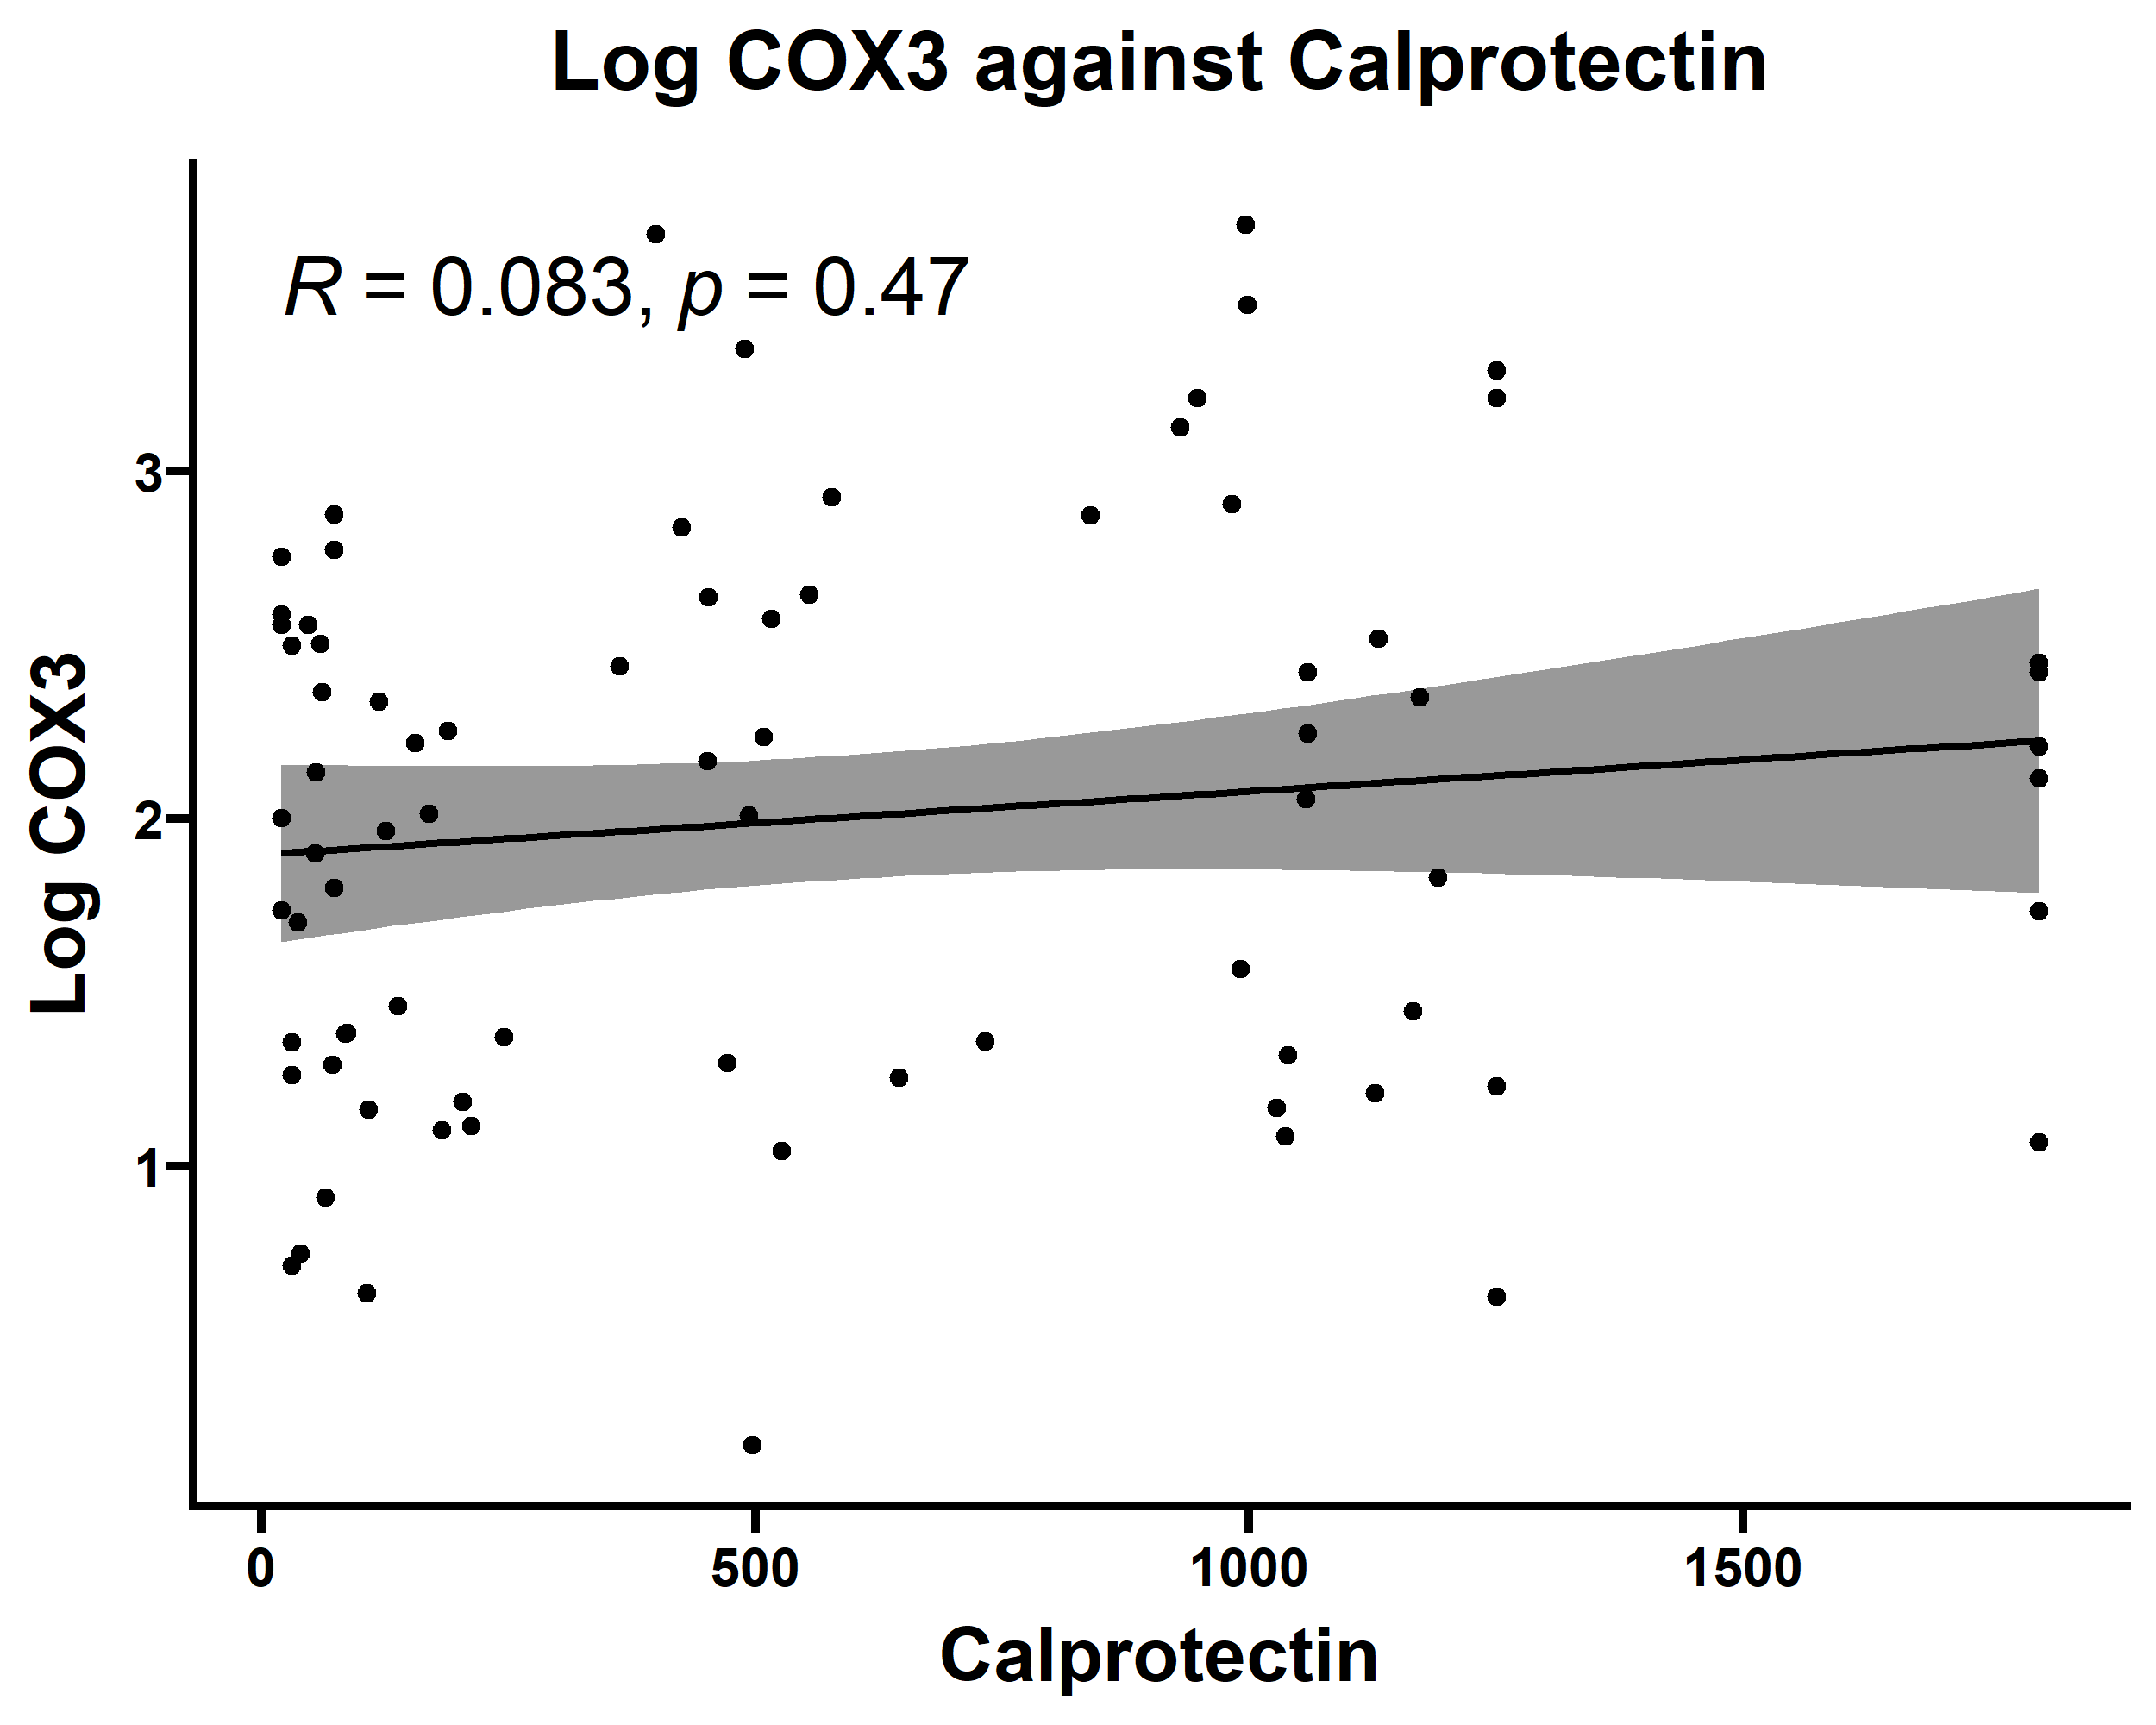 Log COX3 against Calprotectin
R = 0.083, p = 0.47
3
2
1
Log COX3
0 500 1000 1500
Calprotectin